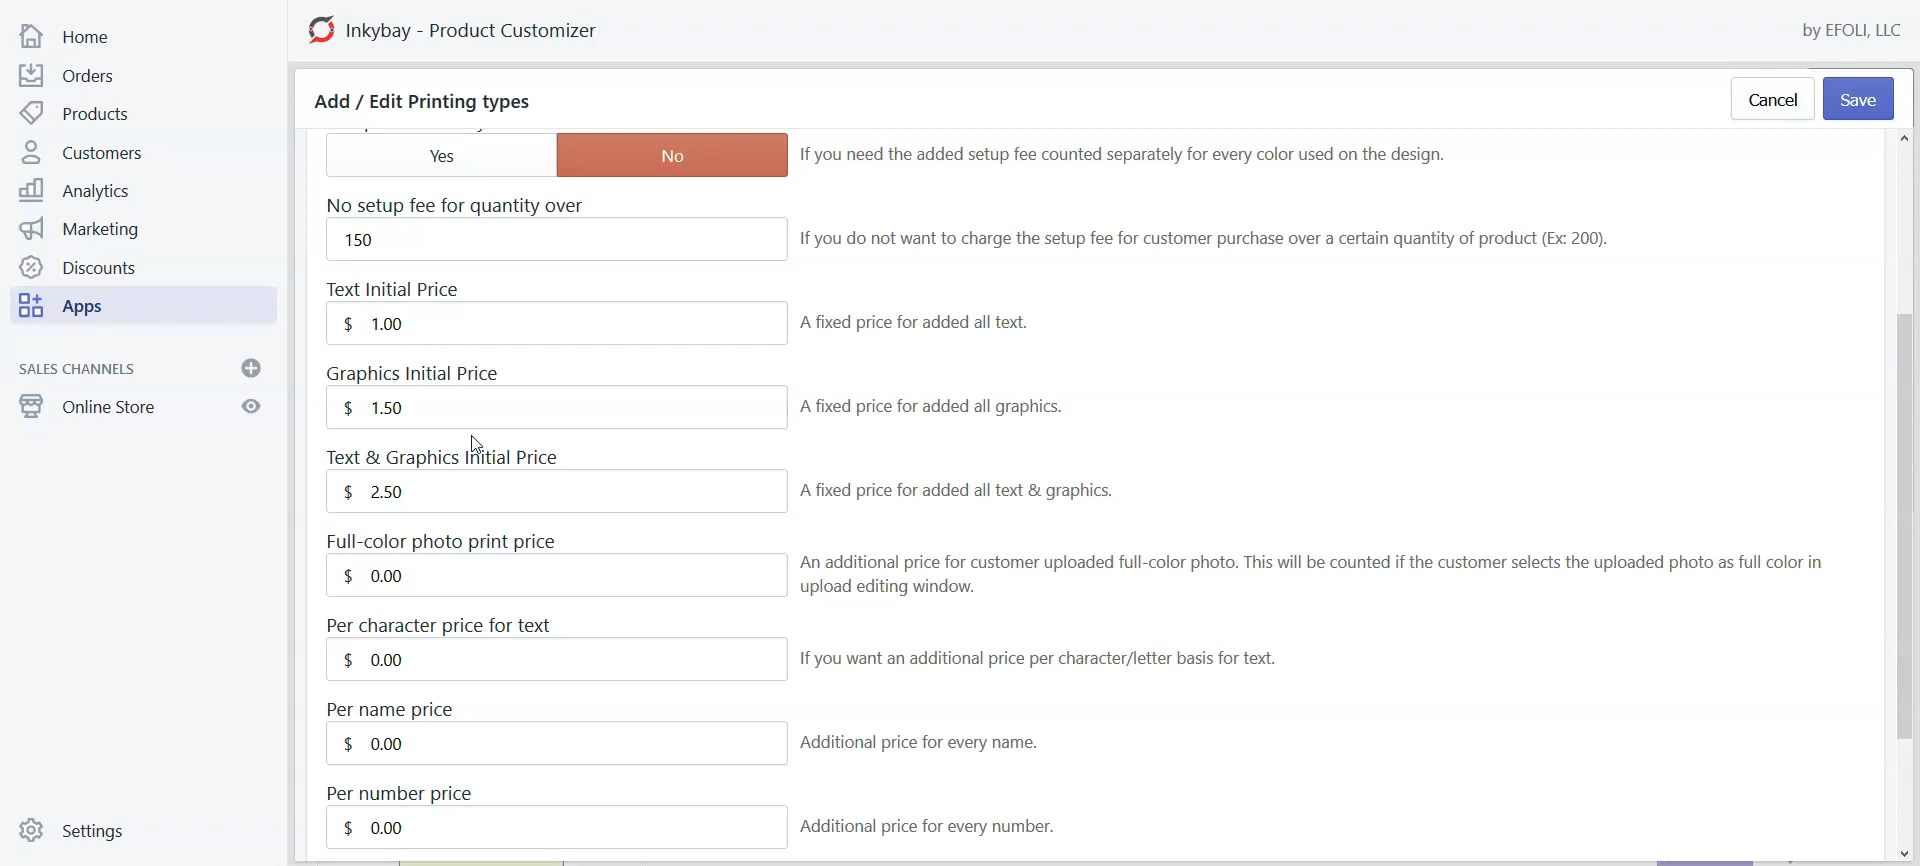 Home
Orders
Products
Customers
Analytics
Marketing
Discounts
Apps
SALES CHANNELS
Online Store
Settings
Inkybay - Product Customizer
by EFOLI, LLC
Add / Edit Printing types
Cancel
Save
Yes
No
If you need the added setup fee counted separately for every color used on the design.
No setup fee for quantity over
150
If you do not want to charge the setup fee for customer purchase over a certain quantity of product (Ex: 200).
Text Initial Price
$ 1.00
A fixed price for added all text.
Graphics Initial Price
$ 1.50
A fixed price for added all graphics.
Text & Graphics Initial Price
$ 2.50
A fixed price for added all text & graphics.
Full-color photo print price
$ 0.00
An additional price for customer uploaded full-color photo. This will be counted if the customer selects the uploaded photo as full color in
upload editing window.
Per character price for text
$ 0.00
If you want an additional price per character/letter basis for text.
Per name price
$ 0.00
Additional price for every name.
Per number price
$ 0.00
Additional price for every number.